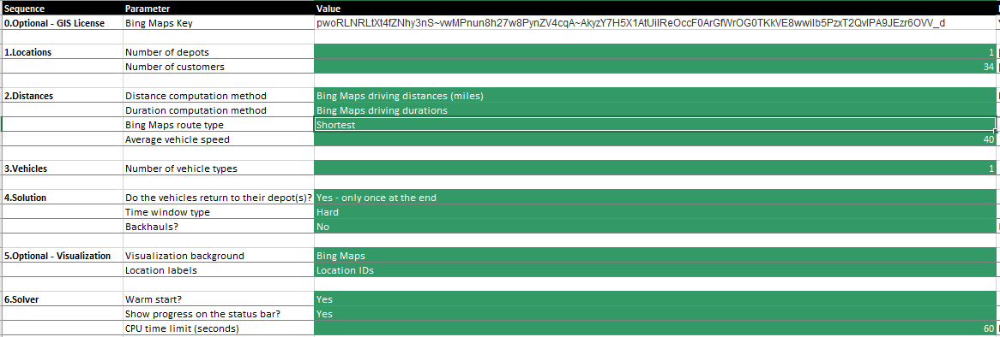 Sequence Parameter Value
0.Optional - GIS License Bing Maps Key
1.Locations Number of depots 1
Number of customers 34
2.Distances Distance computation method Bing Maps driving distances (miles)
Duration computation method Bing Maps driving durations
Bing Maps route type Shortest
Average vehicle speed 40
3.Vehicles Number of vehicle types 1
4.Solution Do the vehicles return to their depot(s)? Yes - only once at the end
Time window type Hard
Backhauls? No
5.Optional - Visualization Visualization background Bing Maps
Location labels Location IDs
6.Solver Warm start? Yes
Show progress on the status bar? Yes
CPU time limit (seconds) 60